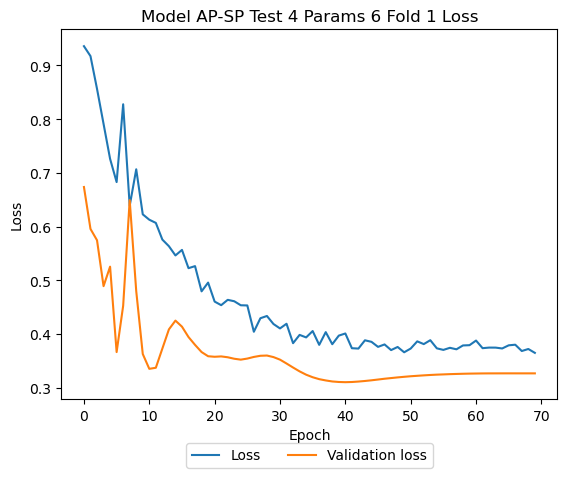 Model AP-SP Test 4 Params 6 Fold 1 Loss
Loss
0.9
0.8
0.7
0.6
0.5
0.4
0.3
0 10 20 30 40 50 60 70
Epoch
Loss Validation loss